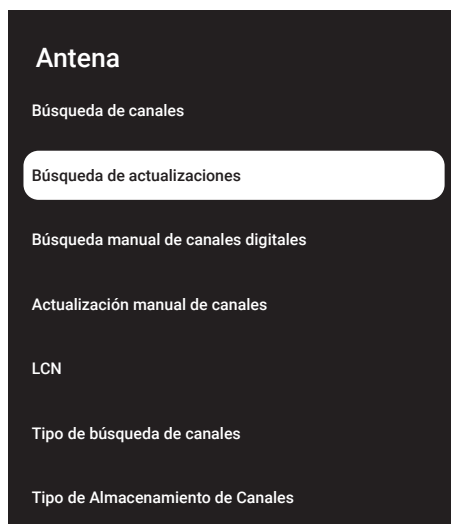 Antena
Búsqueda de canales
Búsqueda de actualizaciones
Búsqueda manual de canales digitales
Actualización manual de canales
LCN
Tipo de búsqueda de canales
Tipo de Almacenamiento de Canales